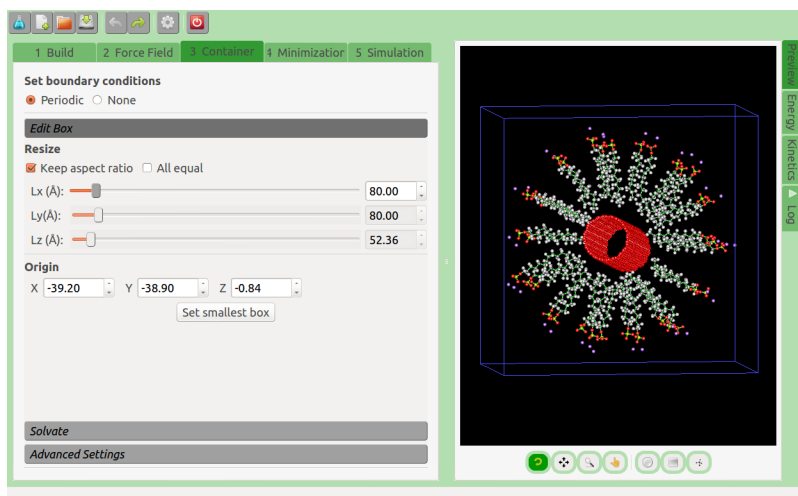 1 Build 2 Force Field 3 Container 4 Minimization 5 Simulation
Set boundary conditions
Periodic None
Edit Box
Resize
Keep aspect ratio All equal
Lx (Å): 80.00
Ly(Å): 80.00
Lz (Å): 52.36
Origin
X -39.20 Y -38.90 Z -0.84
Set smallest box
Solvate
Advanced Settings
Preview
Energy
Kinetics
Log